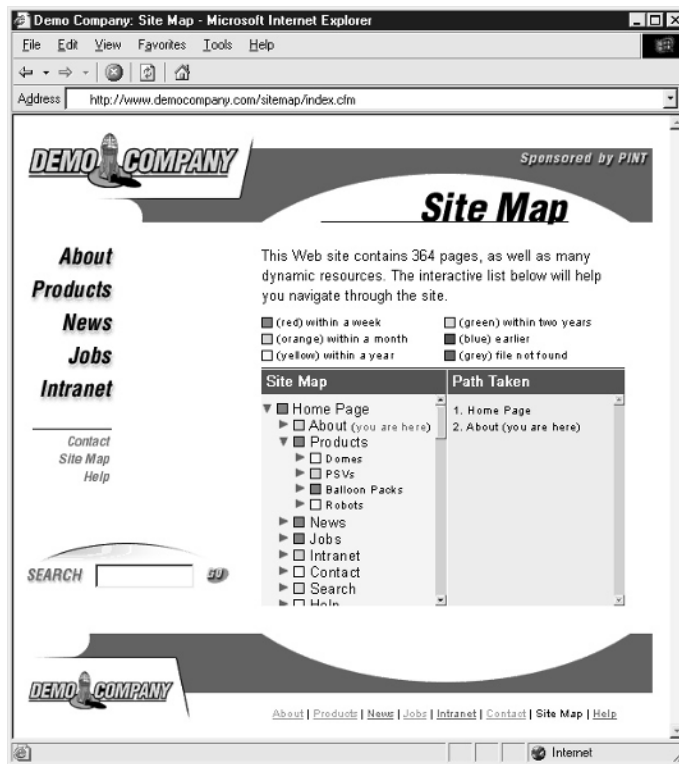 Demo Company: Site Map - Microsoft Internet Explorer
File Edit View Favorites Tools Help
Address http://www.democompany.com/sitemap/index.cfm
DEMO COMPANY
Sponsored by PINT
Site Map
About
Products
News
Jobs
Intranet
Contact
Site Map
Help
SEARCH GO
This Web site contains 364 pages, as well as many
dynamic resources. The interactive list below will help
you navigate through the site.
(red) within a week (green) within two years
(orange) within a month (blue) earlier
(yellow) within a year (grey) file not found
Site Map
Home Page
About (you are here)
Products
Domes
PSVs
Balloon Packs
Robots
News
Jobs
Intranet
Contact
Search
Help
Path Taken
1. Home Page
2. About (you are here)
DEMO COMPANY
About | Products | News | Jobs | Intranet | Contact | Site Map | Help
Internet